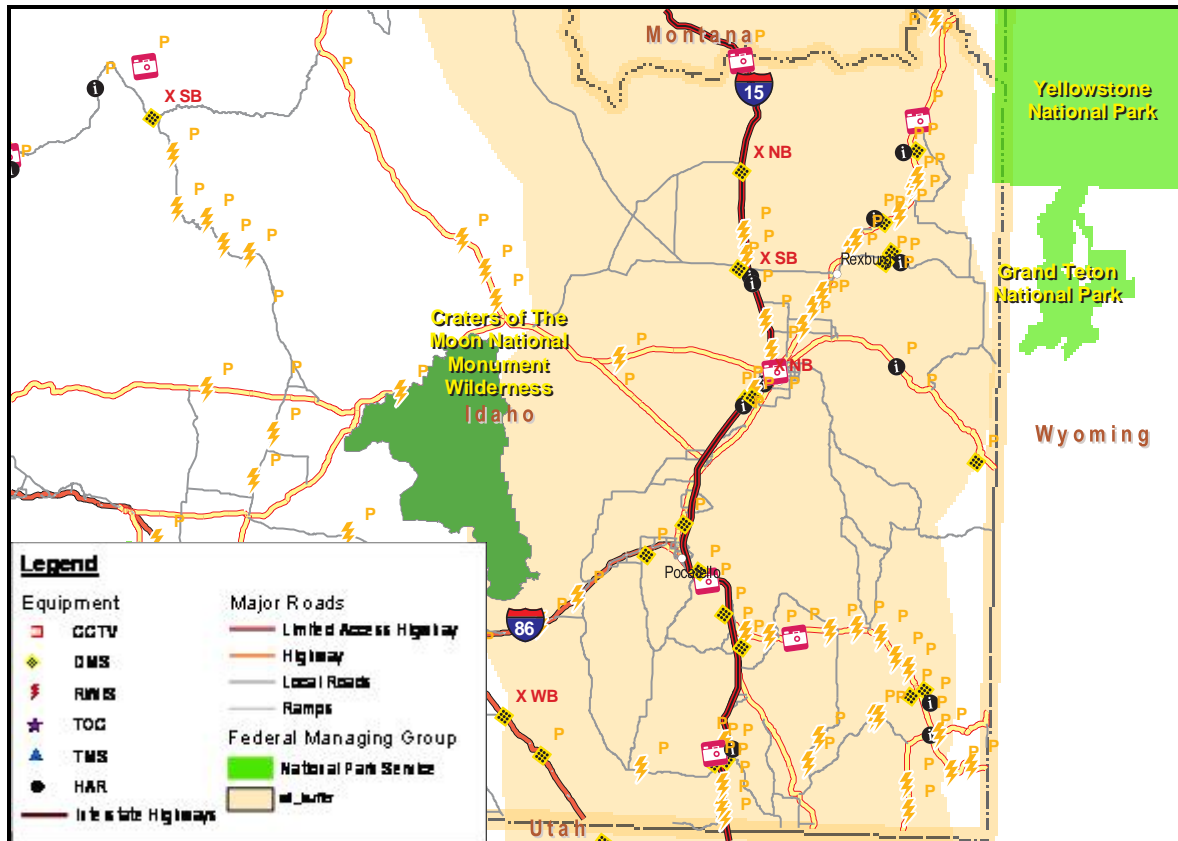 Montana
P
P
P
X SB
15
X NB
Yellowstone
National Park
X SB
Rexburg
Grand Teton
National Park
Craters of The
Moon National
Monument
Wilderness
Idaho
X NB
Wyoming
Pocatello
86
X WB
Utah
Legend
Equipment
CCTV
DMS
RWIS
TOC
TMS
HAR
Interstate Highways
Major Roads
Limited Access Highway
Highway
Local Roads
Ramps
Federal Managing Group
National Park Service